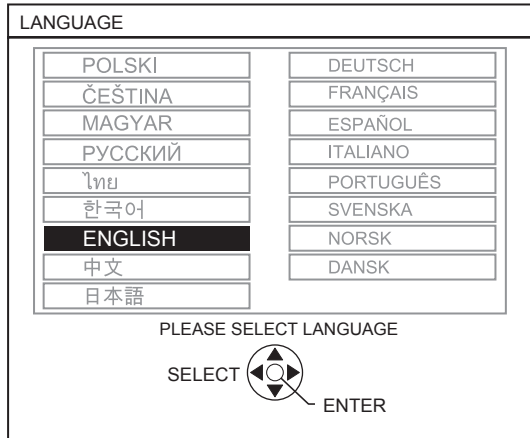 LANGUAGE
POLSKI
ČEŠTINA
MAGYAR
РУССКИЙ
ไทย
한국어
ENGLISH
中文
日本語
DEUTSCH
FRANÇAIS
ESPAÑOL
ITALIANO
PORTUGUÊS
SVENSKA
NORSK
DANSK
PLEASE SELECT LANGUAGE
SELECT
ENTER